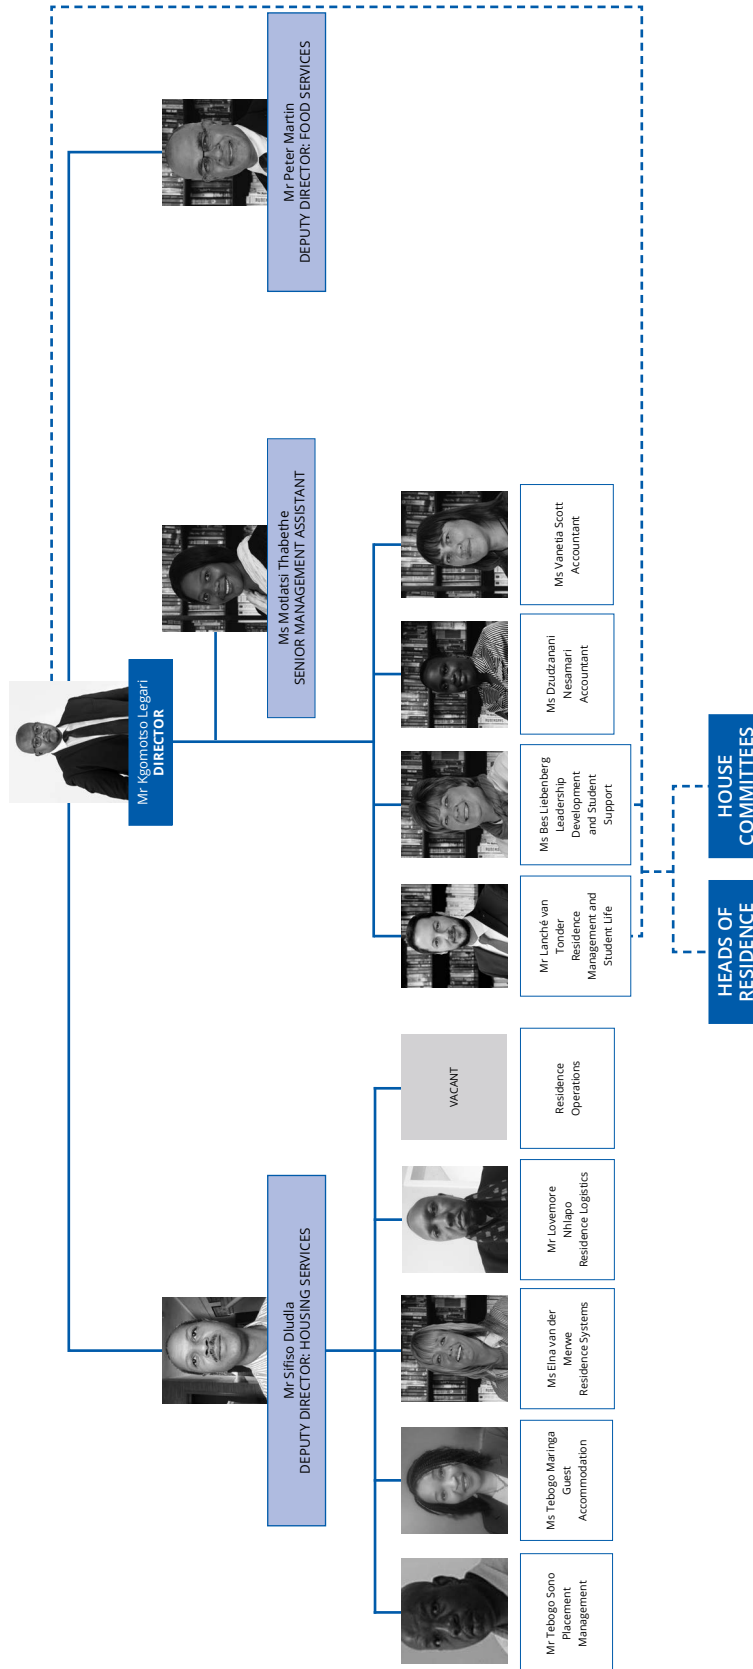 Mr Kgomotso Legari
DIRECTOR
Ms Motlatsi Thabethe
SENIOR MANAGEMENT ASSISTANT
Mr Sifiso Dludla
DEPUTY DIRECTOR: HOUSING SERVICES
Mr Peter Martin
DEPUTY DIRECTOR: FOOD SERVICES
Mr Tebogo Sono
Placement
Management
Ms Tebogo Maringa
Guest
Accommodation
Ms Elna van der
Merwe
Residence Systems
Mr Lovemore
Nhlapo
Residence Logistics
VACANT
Residence
Operations
Mr Lanché van
Tonder
Residence
Management and
Student Life
Ms Bes Liebenberg
Leadership
Development
and Student
Support
Ms Dzudzanani
Nesamari
Accountant
Ms Vanetia Scott
Accountant
HEADS OF
RESIDENCE
HOUSE
COMMITTEES